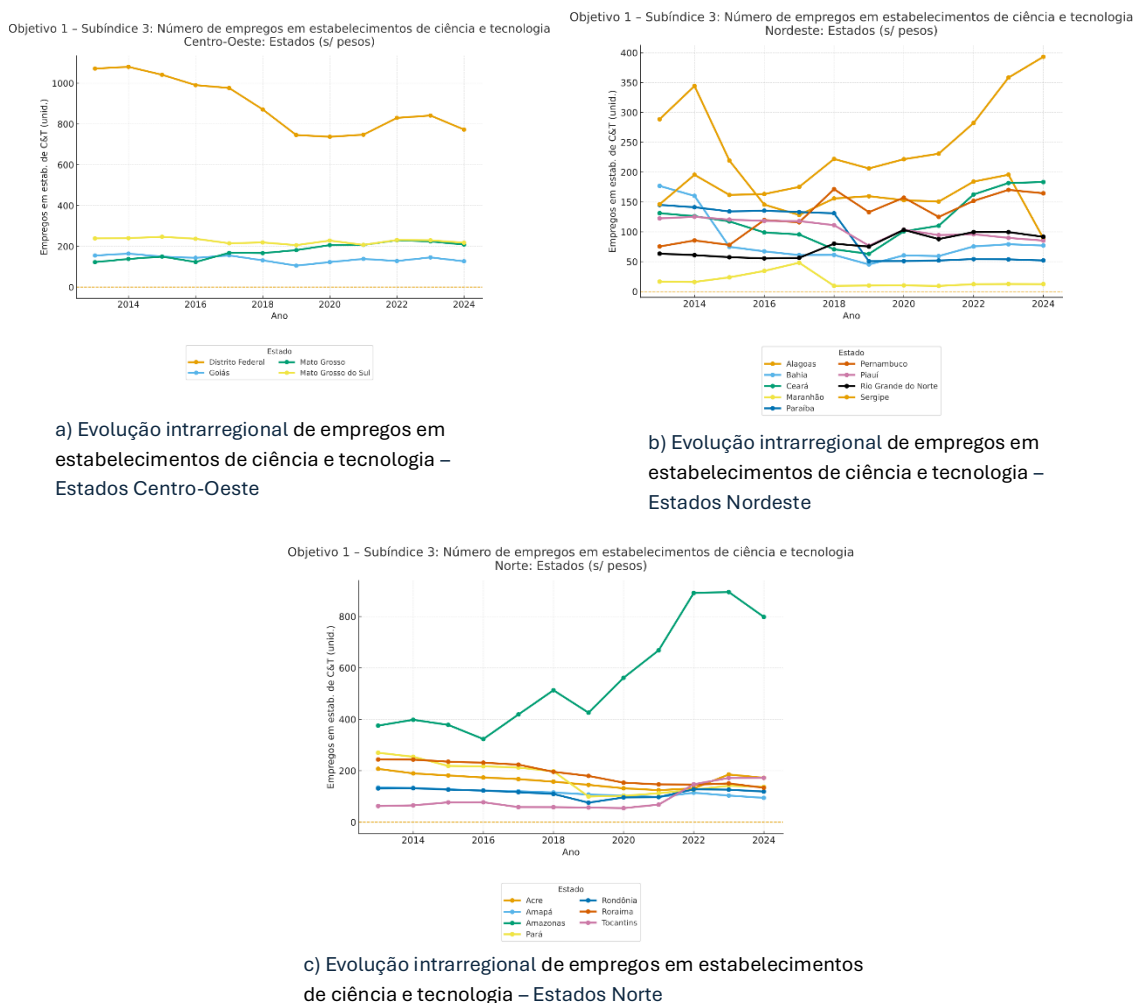 Objetivo 1 – Subíndice 3: Número de empregos em estabelecimentos de ciência e tecnologia
Centro-Oeste: Estados (s/ pesos)
Empregos em estab. de C&T (unid.)
1000
800
600
400
200
0
2014 2016 2018 2020 2022 2024
Ano
Estado
Distrito Federal Mato Grosso
Goiás Mato Grosso do Sul
a) Evolução intrarregional de empregos em
estabelecimentos de ciência e tecnologia –
Estados Centro-Oeste
Objetivo 1 – Subíndice 3: Número de empregos em estabelecimentos de ciência e tecnologia
Nordeste: Estados (s/ pesos)
Empregos em estab. de C&T (unid.)
400
350
300
250
200
150
100
50
0
2014 2016 2018 2020 2022 2024
Ano
Estado
Alagoas Pernambuco
Bahia Piauí
Ceará Rio Grande do Norte
Maranhão Sergipe
Paraíba
b) Evolução intrarregional de empregos em
estabelecimentos de ciência e tecnologia –
Estados Nordeste
Objetivo 1 – Subíndice 3: Número de empregos em estabelecimentos de ciência e tecnologia
Norte: Estados (s/ pesos)
Empregos em estab. de C&T (unid.)
800
600
400
200
0
2014 2016 2018 2020 2022 2024
Ano
Estado
Acre Rondônia
Amapá Roraima
Amazonas Tocantins
Pará
c) Evolução intrarregional de empregos em estabelecimentos
de ciência e tecnologia – Estados Norte